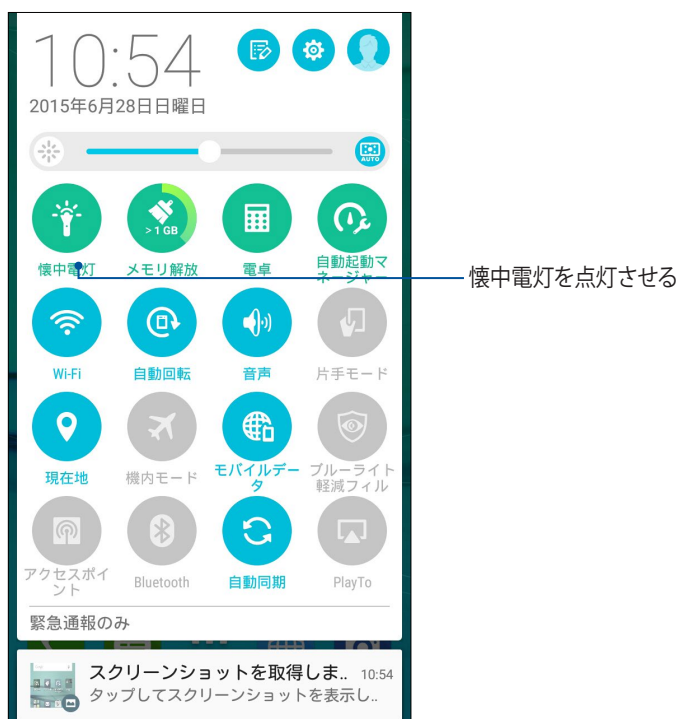 10:54
2015年6月28日日曜日
AUTO
> 1 GB
懐中電灯
メモリ解放
電卓
自動起動マ
ネージャー
懐中電灯を点灯させる
Wi-Fi
自動回転
音声
片手モード
現在地
機内モード
モバイルデー
タ
ブルーライト
軽減フィル
アクセスポイ
ント
Bluetooth
自動同期
PlayTo
緊急通報のみ
スクリーンショットを取得しま.. 10:54
タップしてスクリーンショットを表示し..